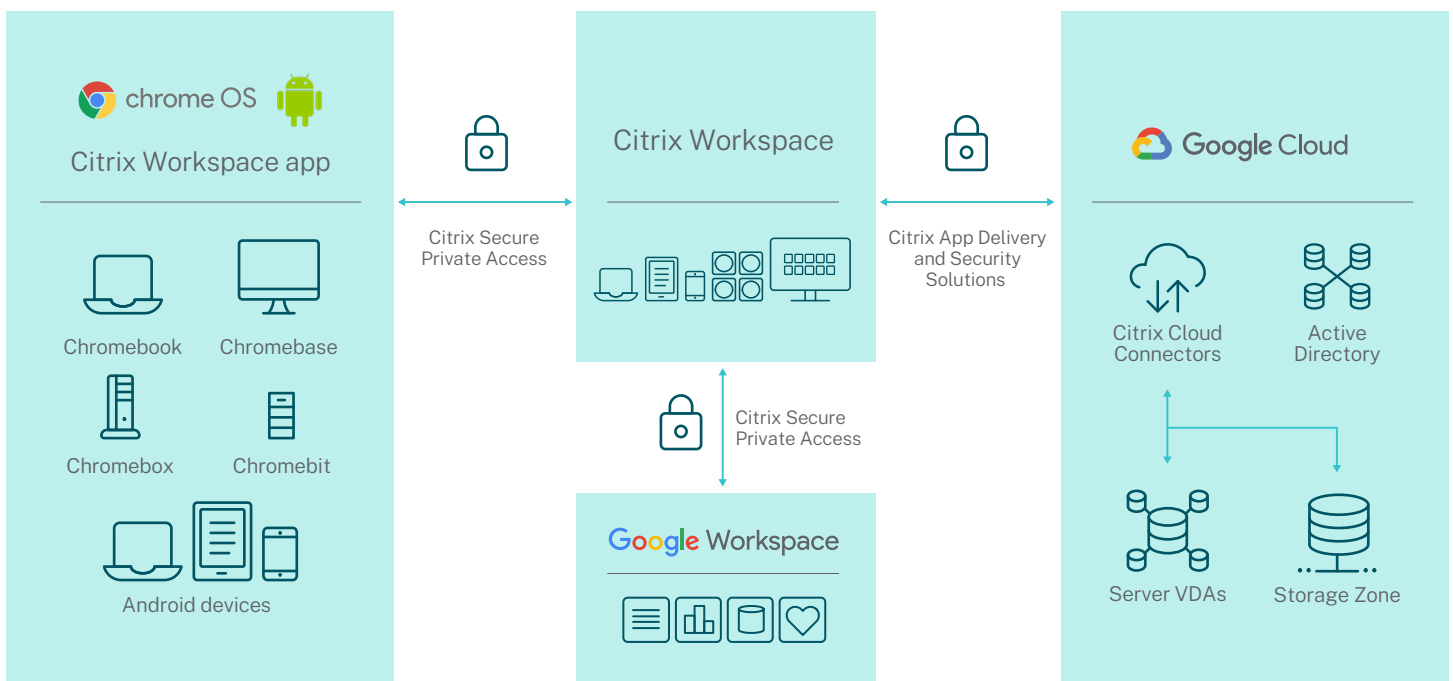 chrome OS
Citrix Workspace app
Chromebook
Chromebase
Chromebox
Chromebit
Android devices
Citrix Secure
Private Access
Citrix Workspace
Citrix Secure
Private Access
Google Workspace
Citrix App Delivery
and Security
Solutions
Google Cloud
Citrix Cloud
Connectors
Active
Directory
Server VDAs
Storage Zone